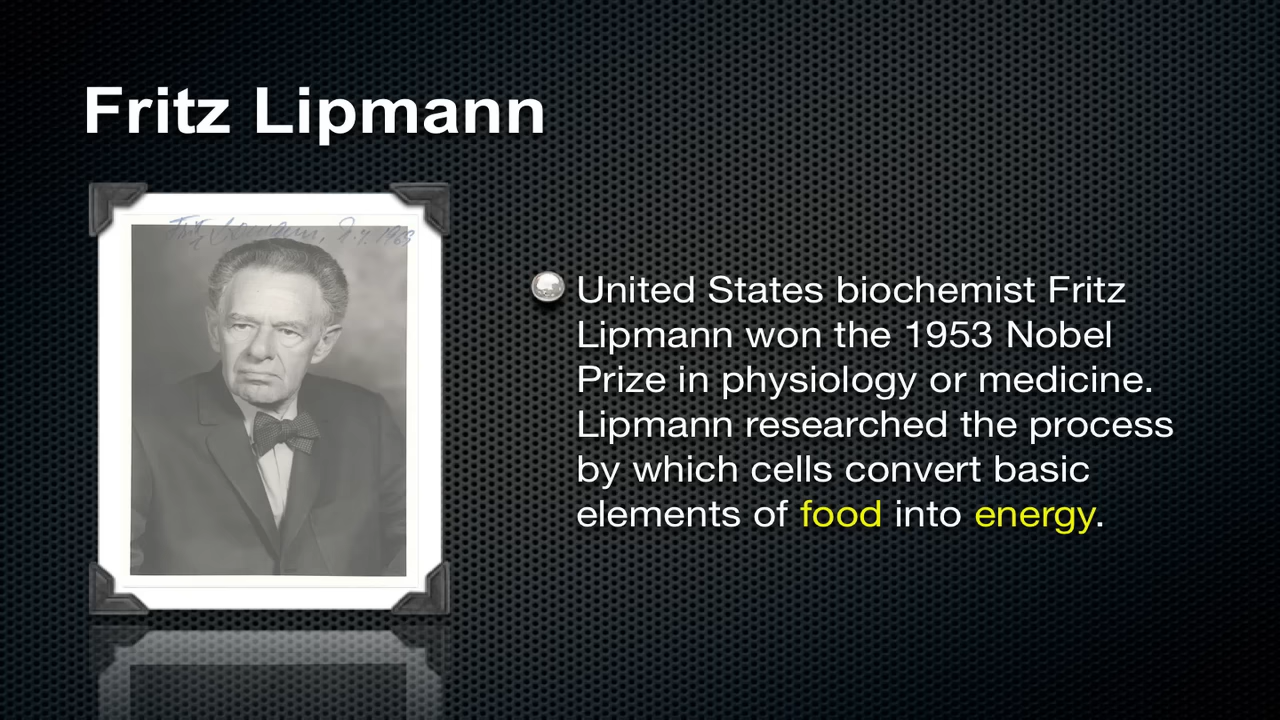 Fritz Lipmann
United States biochemist Fritz
Lipmann won the 1953 Nobel
Prize in physiology or medicine.
Lipmann researched the process
by which cells convert basic
elements of food into energy.